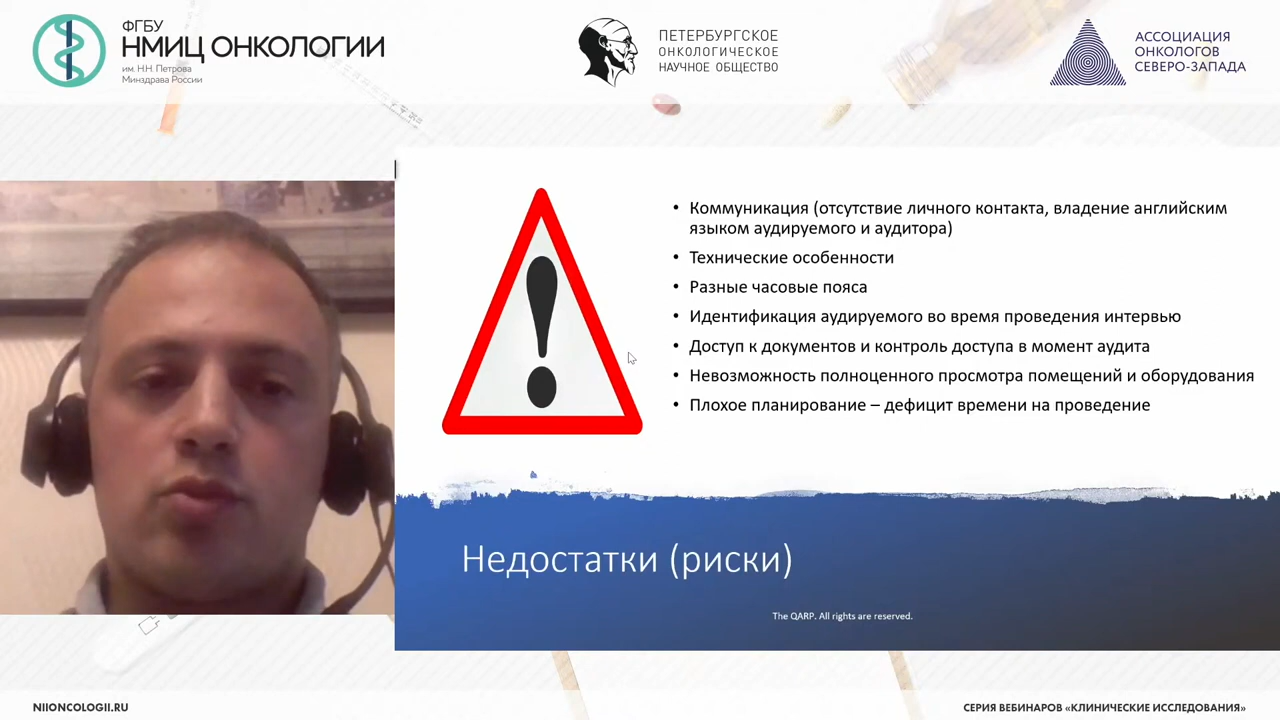 ФГБУ
НМИЦ ОНКОЛОГИИ
им. Н.Н. Петрова
Минздрава России
ПЕТЕРБУРГСКОЕ
ОНКОЛОГИЧЕСКОЕ
НАУЧНОЕ ОБЩЕСТВО
АССОЦИАЦИЯ
ОНКОЛОГОВ
СЕВЕРО-ЗАПАДА
• Коммуникация (отсутствие личного контакта, владение английским
языком аудируемого и аудитора)
• Технические особенности
• Разные часовые пояса
• Идентификация аудируемого во время проведения интервью
• Доступ к документов и контроль доступа в момент аудита
• Невозможность полноценного просмотра помещений и оборудования
• Плохое планирование – дефицит времени на проведение
Недостатки (риски)
The QARP. All rights are reserved.
NIIONCOLOGII.RU
СЕРИЯ ВЕБИНАРОВ «КЛИНИЧЕСКИЕ ИССЛЕДОВАНИЯ»